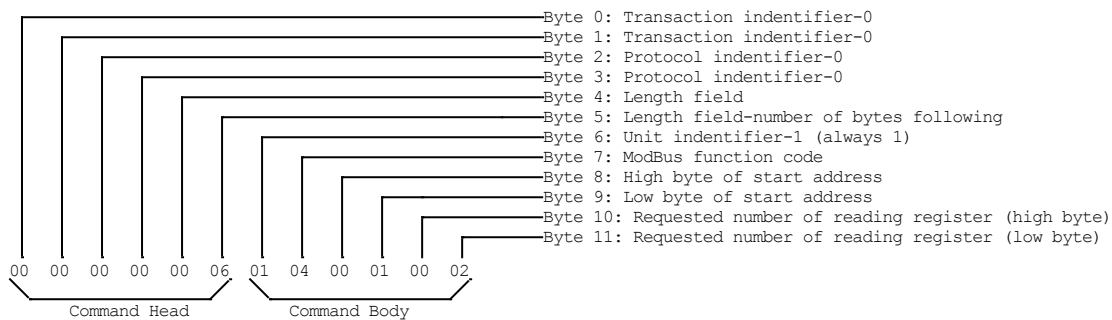 Byte 0: Transaction indentifier-0
Byte 1: Transaction indentifier-0
Byte 2: Protocol indentifier-0
Byte 3: Protocol indentifier-0
Byte 4: Length field
Byte 5: Length field-number of bytes following
Byte 6: Unit indentifier-1 (always 1)
Byte 7: ModBus function code
Byte 8: High byte of start address
Byte 9: Low byte of start address
Byte 10: Requested number of reading register (high byte)
Byte 11: Requested number of reading register (low byte)
00 00 00 00 00 06 01 04 00 01 00 02
Command Head Command Body